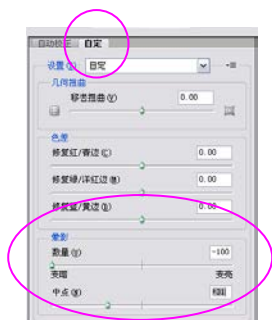 自动校正 自定
设置(S): 自定
几何扭曲
移去扭曲(V) 0.00
色差
修复红/青边(C) 0.00
修复绿/洋红边(M) 0.00
修复蓝/黄边(B) 0.00
晕影
数量(Y) -100
变暗 变亮
中点(X)